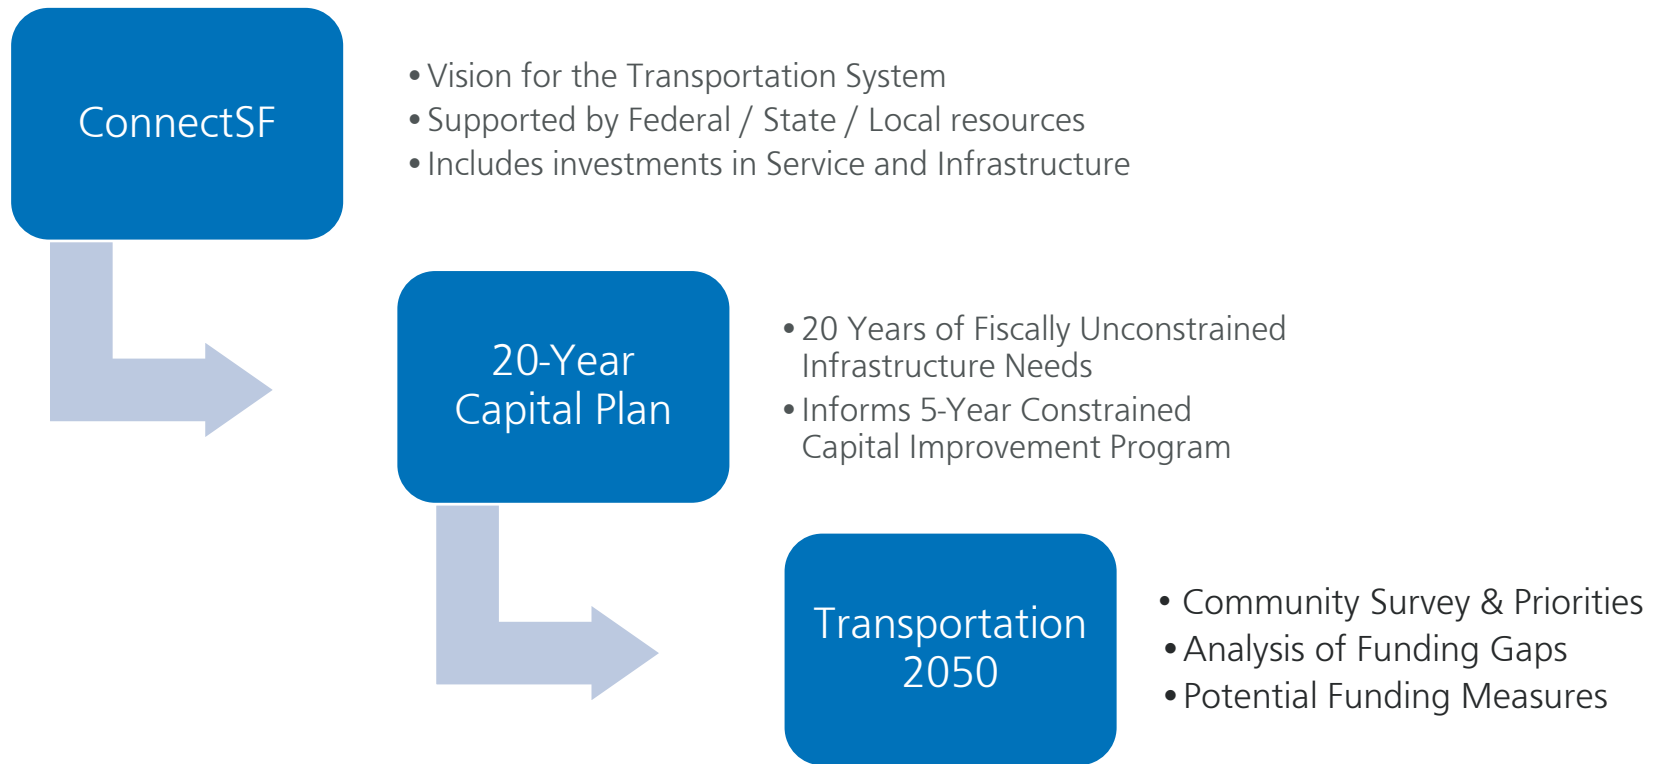 ConnectSF
• Vision for the Transportation System
• Supported by Federal / State / Local resources
• Includes investments in Service and Infrastructure
20-Year
Capital Plan
• 20 Years of Fiscally Unconstrained
Infrastructure Needs
• Informs 5-Year Constrained
Capital Improvement Program
Transportation
2050
• Community Survey & Priorities
• Analysis of Funding Gaps
• Potential Funding Measures